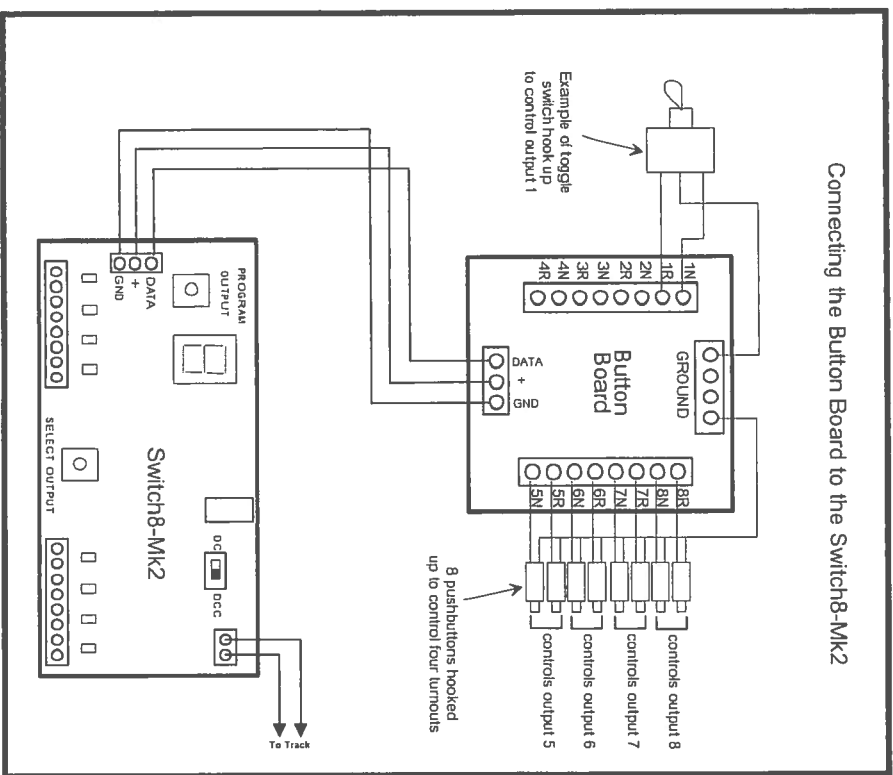 Connecting the Button Board to the Switch8-Mk2
Example of toggle
switch hook up
to control output 1
1N
1R
2N
2R
3N
3R
4N
4R
GROUND
Button
Board
DATA
+
GND
8R
8N
7R
7N
6R
6N
5R
5N
controls output 8
controls output 7
controls output 6
controls output 5
8 pushbuttons hooked
up to control four turnouts
DATA
+
GND
PROGRAM
OUTPUT
SELECT OUTPUT
Switch8-Mk2
DC
DCC
To Track